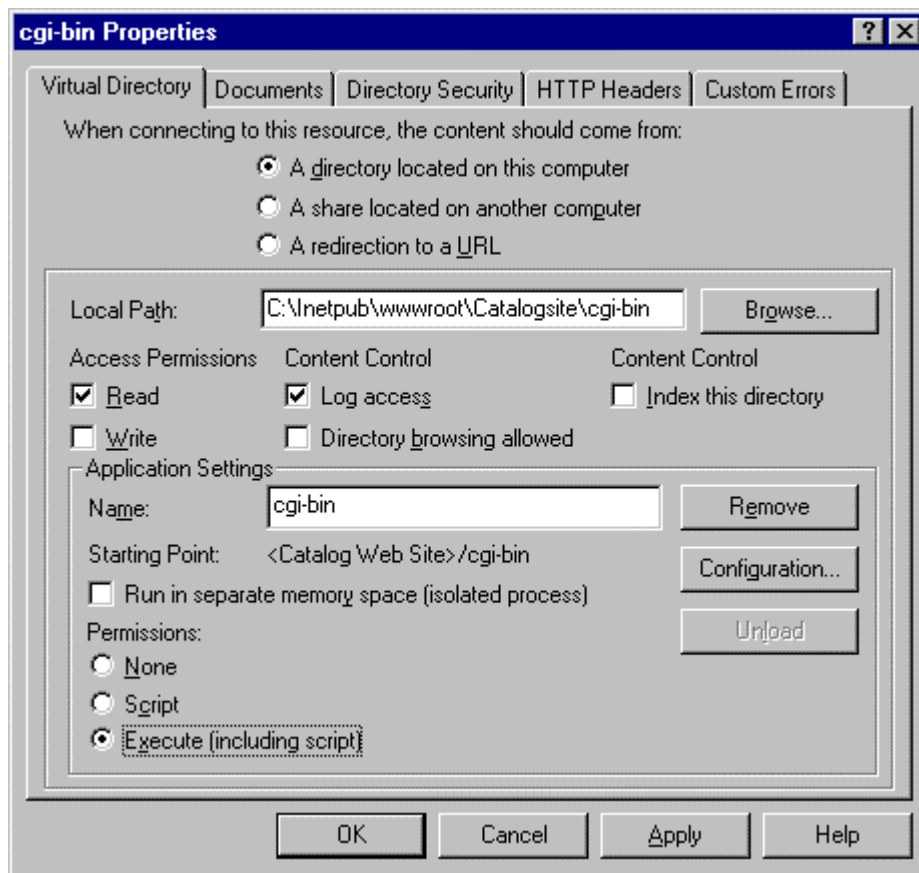 cgi-bin Properties
Virtual Directory Documents Directory Security HTTP Headers Custom Errors
When connecting to this resource, the content should come from:
A directory located on this computer
A share located on another computer
A redirection to a URL
Local Path: C:\Inetpub\wwwroot\Catalogsite\cgi-bin Browse...
Access Permissions Content Control Content Control
Read Log access Index this directory
Write Directory browsing allowed
Application Settings
Name: cgi-bin Remove
Starting Point: <Catalog Web Site>/cgi-bin Configuration...
Run in separate memory space (isolated process)
Permissions: Unload
None
Script
Execute (including script)
OK Cancel Apply Help